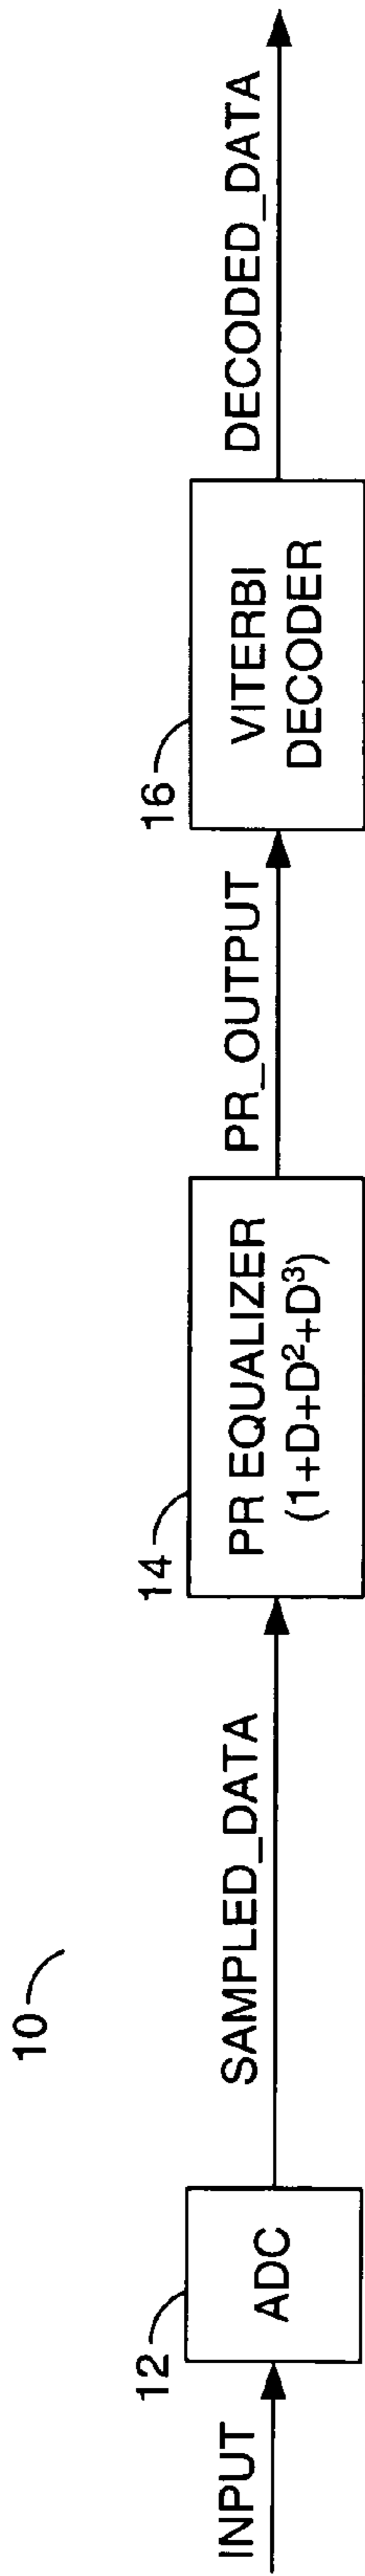 10
INPUT
12
ADC
SAMPLED_DATA
14
PR EQUALIZER
(1+D+D²+D³)
PR_OUTPUT
16
VITERBI
DECODER
DECODED_DATA